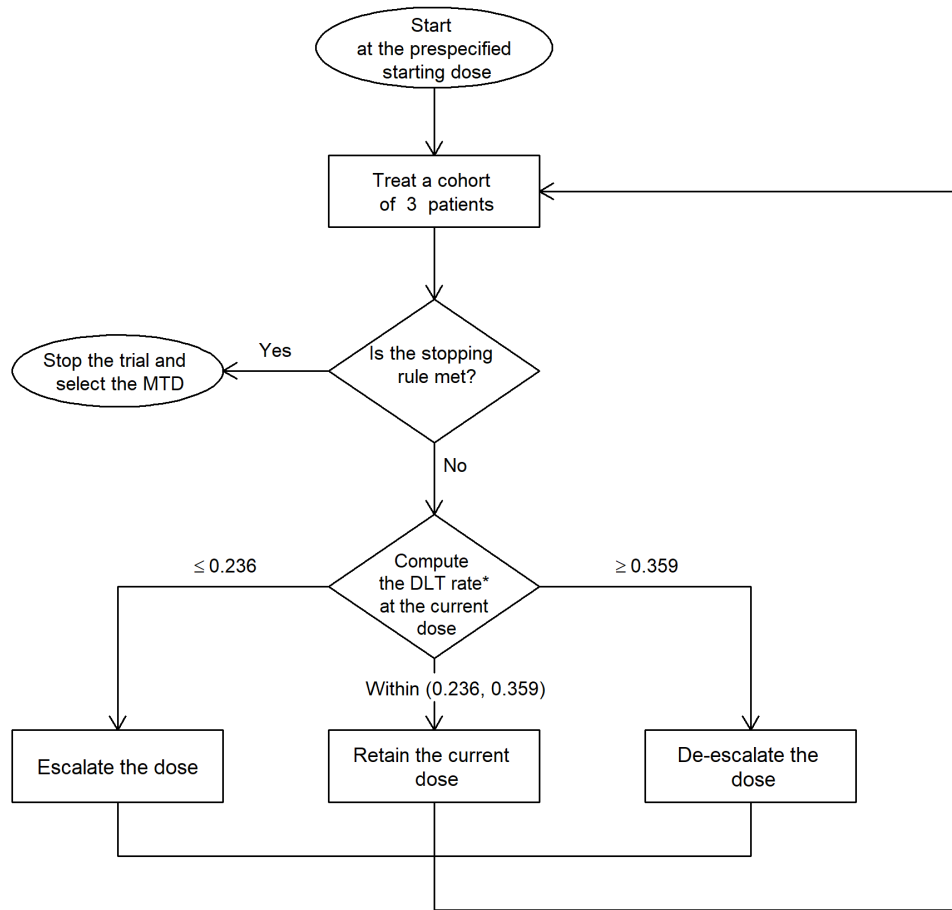 Start
at the prespecified
starting dose
Treat a cohort
of 3 patients
Is the stopping
rule met?
Yes
Stop the trial and
select the MTD
No
Compute
the DLT rate*
at the current
dose
≤ 0.236
≥ 0.359
Within (0.236, 0.359)
Escalate the dose
Retain the current
dose
De-escalate the
dose